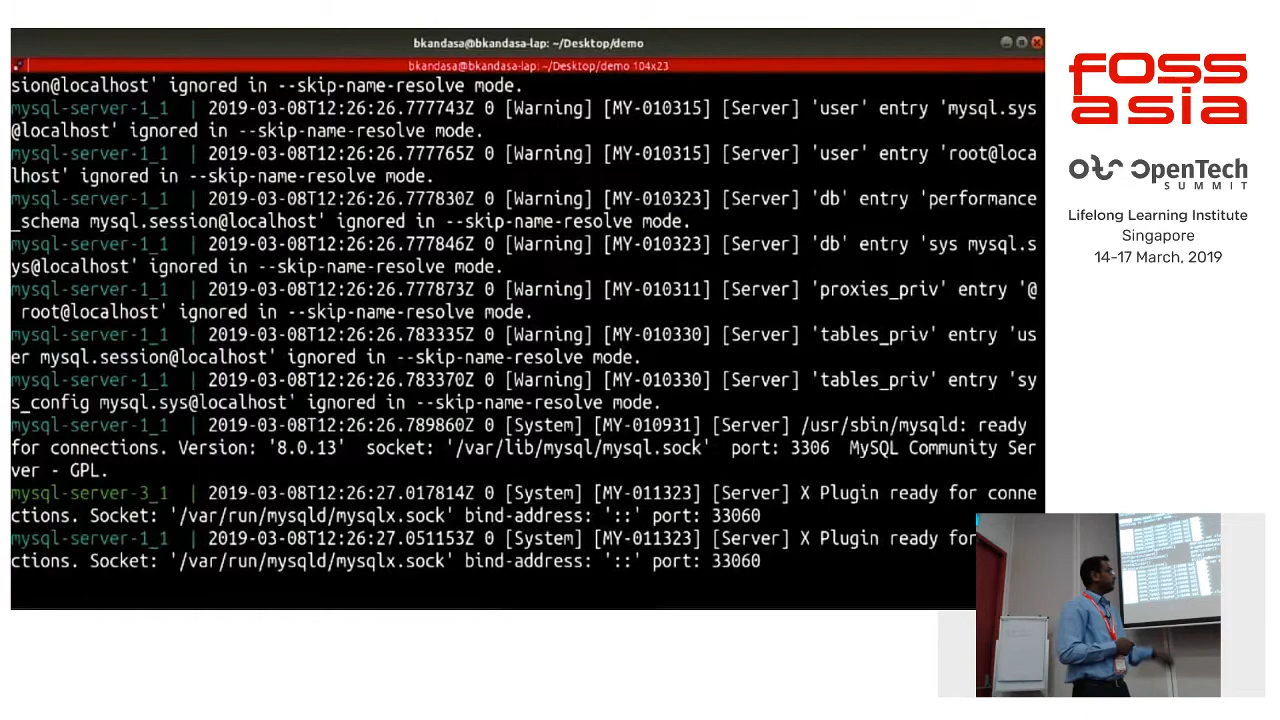 bkandasa@bkandasa-lap: ~/Desktop/demo
bkandasa@bkandasa-lap: ~/Desktop/demo 104x23
sion@localhost' ignored in --skip-name-resolve mode.
mysql-server-1_1  | 2019-03-08T12:26:26.777743Z 0 [Warning] [MY-010315] [Server] 'user' entry 'mysql.sys
@localhost' ignored in --skip-name-resolve mode.
mysql-server-1_1  | 2019-03-08T12:26:26.777765Z 0 [Warning] [MY-010315] [Server] 'user' entry 'root@loca
lhost' ignored in --skip-name-resolve mode.
mysql-server-1_1  | 2019-03-08T12:26:26.777830Z 0 [Warning] [MY-010323] [Server] 'db' entry 'performance
_schema mysql.session@localhost' ignored in --skip-name-resolve mode.
mysql-server-1_1  | 2019-03-08T12:26:26.777846Z 0 [Warning] [MY-010323] [Server] 'db' entry 'sys mysql.s
ys@localhost' ignored in --skip-name-resolve mode.
mysql-server-1_1  | 2019-03-08T12:26:26.777873Z 0 [Warning] [MY-010311] [Server] 'proxies_priv' entry '@
 root@localhost' ignored in --skip-name-resolve mode.
mysql-server-1_1  | 2019-03-08T12:26:26.783335Z 0 [Warning] [MY-010330] [Server] 'tables_priv' entry 'us
er mysql.session@localhost' ignored in --skip-name-resolve mode.
mysql-server-1_1  | 2019-03-08T12:26:26.783370Z 0 [Warning] [MY-010330] [Server] 'tables_priv' entry 'sy
s_config mysql.sys@localhost' ignored in --skip-name-resolve mode.
mysql-server-1_1  | 2019-03-08T12:26:26.789860Z 0 [System] [MY-010931] [Server] /usr/sbin/mysqld: ready
for connections. Version: '8.0.13'  socket: '/var/lib/mysql/mysql.sock'  port: 3306  MySQL Community Ser
ver - GPL.
mysql-server-3_1  | 2019-03-08T12:26:27.017814Z 0 [System] [MY-011323] [Server] X Plugin ready for conne
ctions. Socket: '/var/run/mysqld/mysqlx.sock' bind-address: '::' port: 33060
mysql-server-1_1  | 2019-03-08T12:26:27.051153Z 0 [System] [MY-011323] [Server] X Plugin ready for
ctions. Socket: '/var/run/mysqld/mysqlx.sock' bind-address: '::' port: 33060
FOSS
asia
OpenTech
SUMMIT
Lifelong Learning Institute
Singapore
14-17 March, 2019